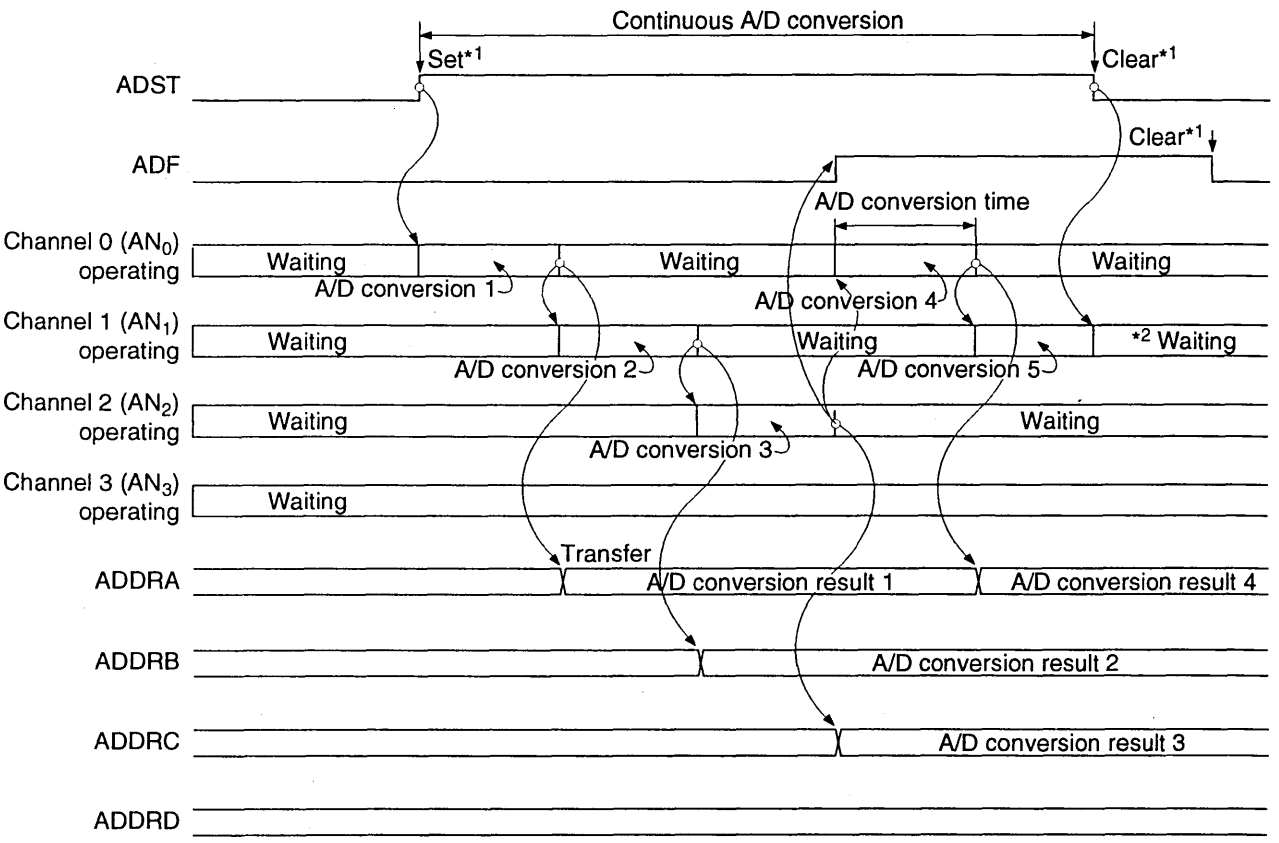 Continuous A/D conversion
Set*1
Clear*1
ADST
Clear*1
ADF
A/D conversion time
Channel 0 (AN0)
operating
Waiting
Waiting
Waiting
A/D conversion 1
A/D conversion 4
Channel 1 (AN1)
operating
Waiting
Waiting
*2 Waiting
A/D conversion 2
A/D conversion 5
Channel 2 (AN2)
operating
Waiting
Waiting
A/D conversion 3
Channel 3 (AN3)
operating
Waiting
Transfer
ADDRA
A/D conversion result 1
A/D conversion result 4
ADDRB
A/D conversion result 2
ADDRC
A/D conversion result 3
ADDRD